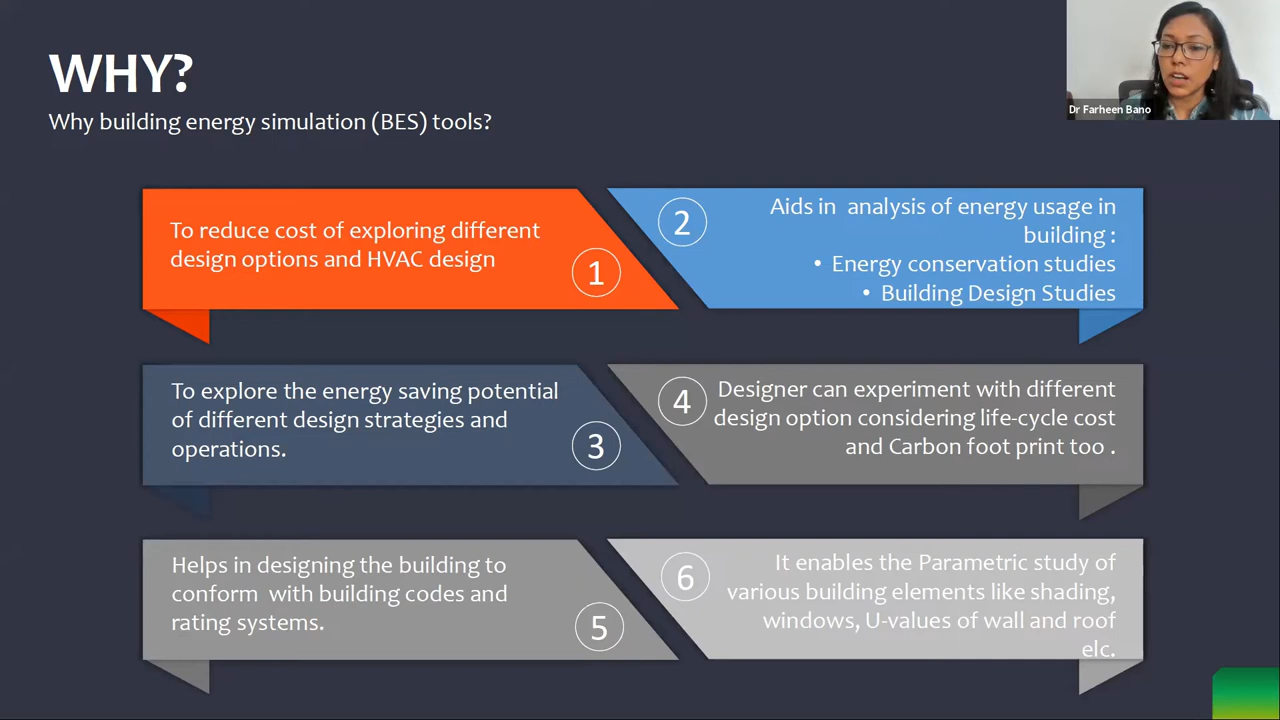 WHY?
Why building energy simulation (BES) tools?
Dr Farheen Bano
To reduce cost of exploring different
design options and HVAC design
1
2
Aids in analysis of energy usage in
building :
• Energy conservation studies
• Building Design Studies
To explore the energy saving potential
of different design strategies and
operations.
3
4
Designer can experiment with different
design option considering life-cycle cost
and Carbon foot print too .
Helps in designing the building to
conform with building codes and
rating systems.
5
6
It enables the Parametric study of
various building elements like shading,
windows, U-values of wall and roof
elc.